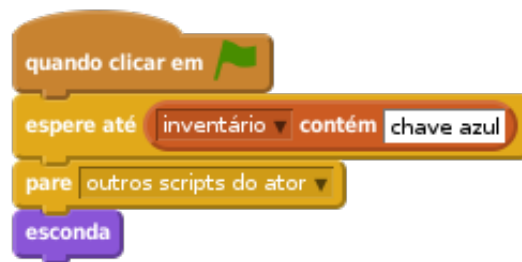 quando clicar em
espere até inventário contém chave azul
pare outros scripts do ator
esconda